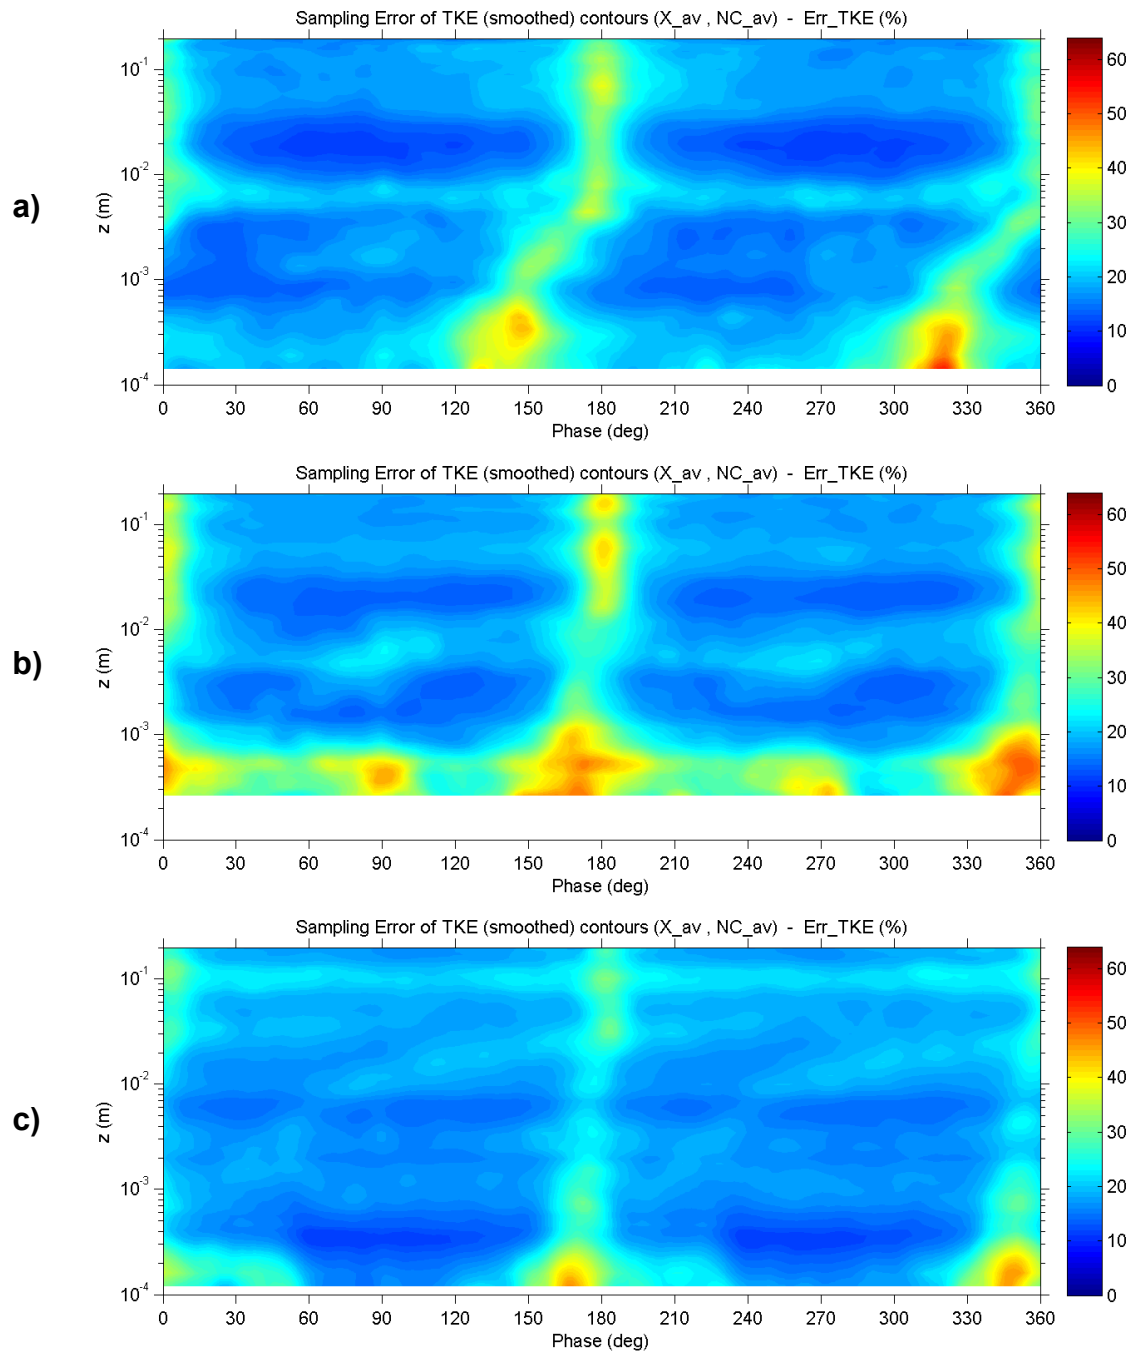 Sampling Error of TKE (smoothed) contours (X_av , NC_av) - Err_TKE (%)
a)
z (m)
10-1
10-2
10-3
10-4
0 30 60 90 120 150 180 210 240 270 300 330 360
Phase (deg)
60
50
40
30
20
10
0
Sampling Error of TKE (smoothed) contours (X_av , NC_av) - Err_TKE (%)
b)
z (m)
10-1
10-2
10-3
10-4
0 30 60 90 120 150 180 210 240 270 300 330 360
Phase (deg)
60
50
40
30
20
10
0
Sampling Error of TKE (smoothed) contours (X_av , NC_av) - Err_TKE (%)
c)
z (m)
10-1
10-2
10-3
10-4
0 30 60 90 120 150 180 210 240 270 300 330 360
Phase (deg)
60
50
40
30
20
10
0